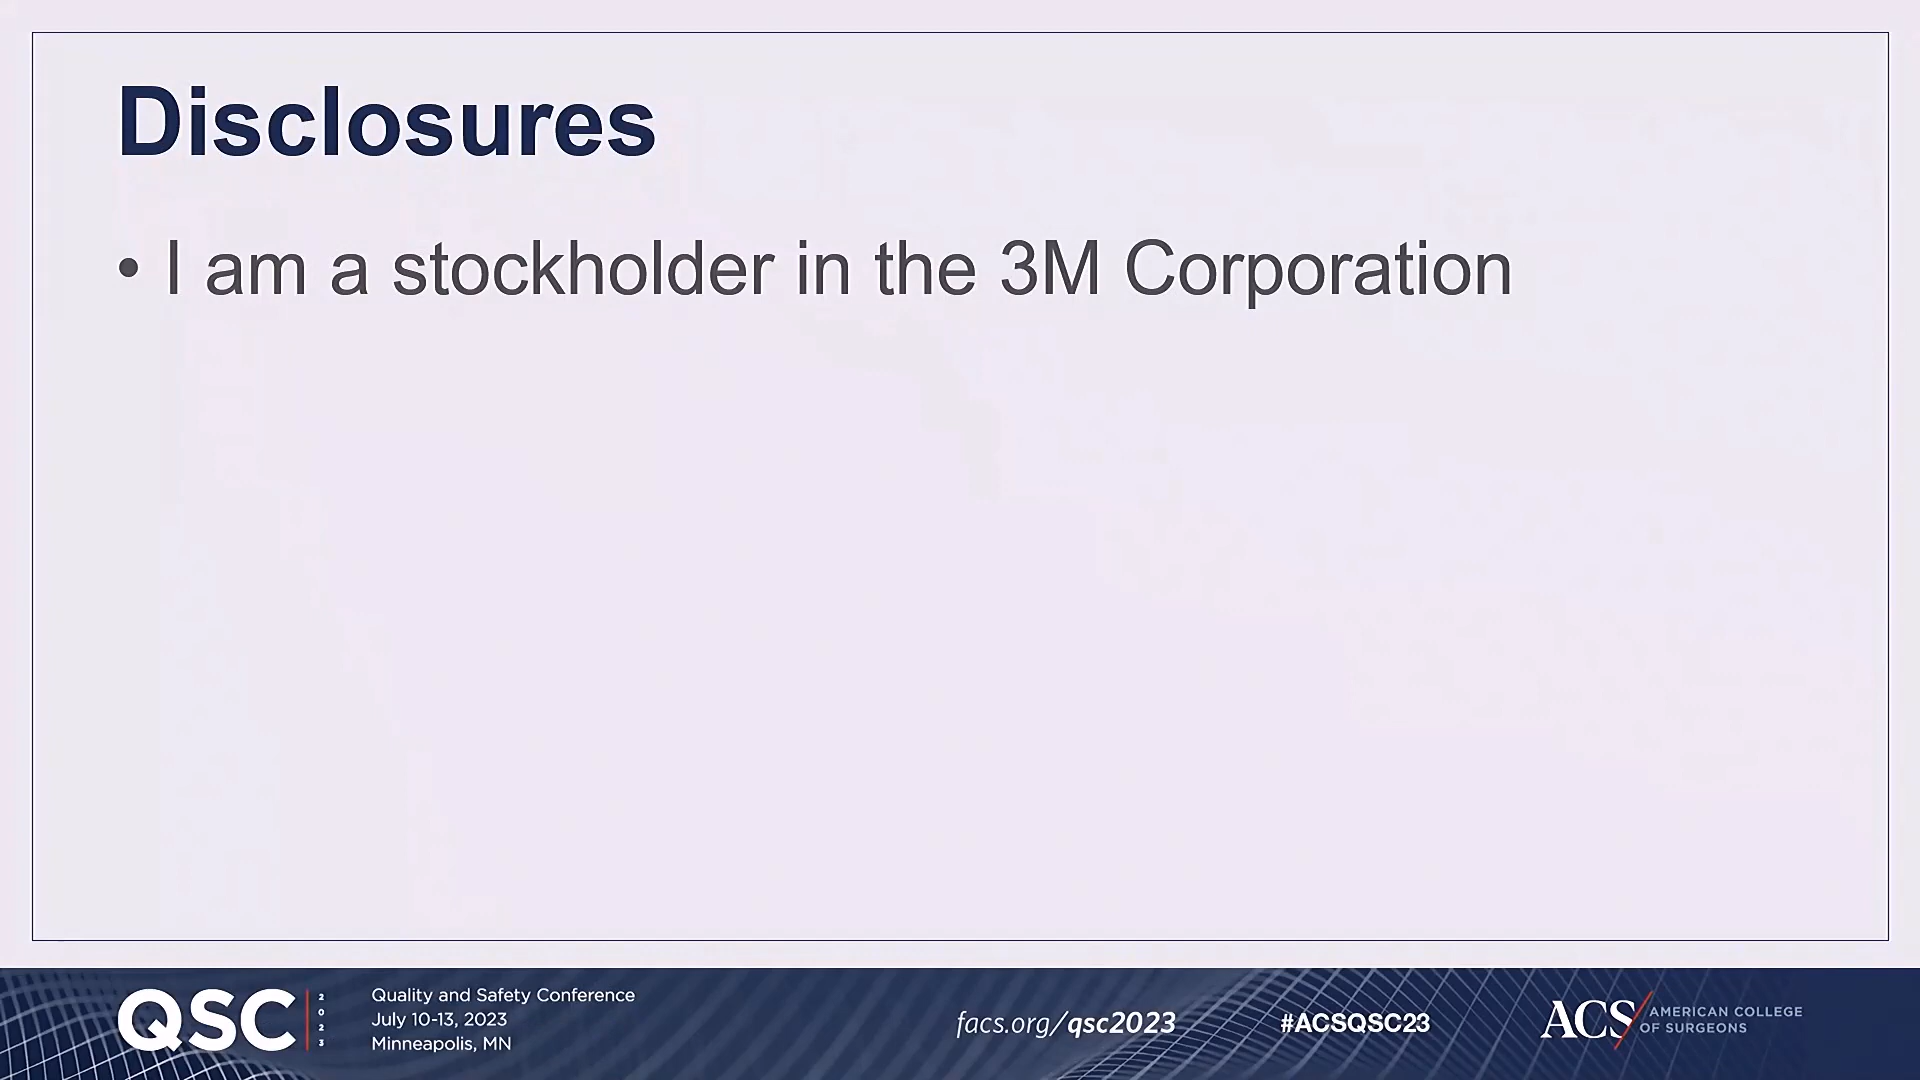 Disclosures
• I am a stockholder in the 3M Corporation
QSC
2023
Quality and Safety Conference
July 10-13, 2023
Minneapolis, MN
facs.org/qsc2023
#ACSQSC23
ACS
AMERICAN COLLEGE
OF SURGEONS